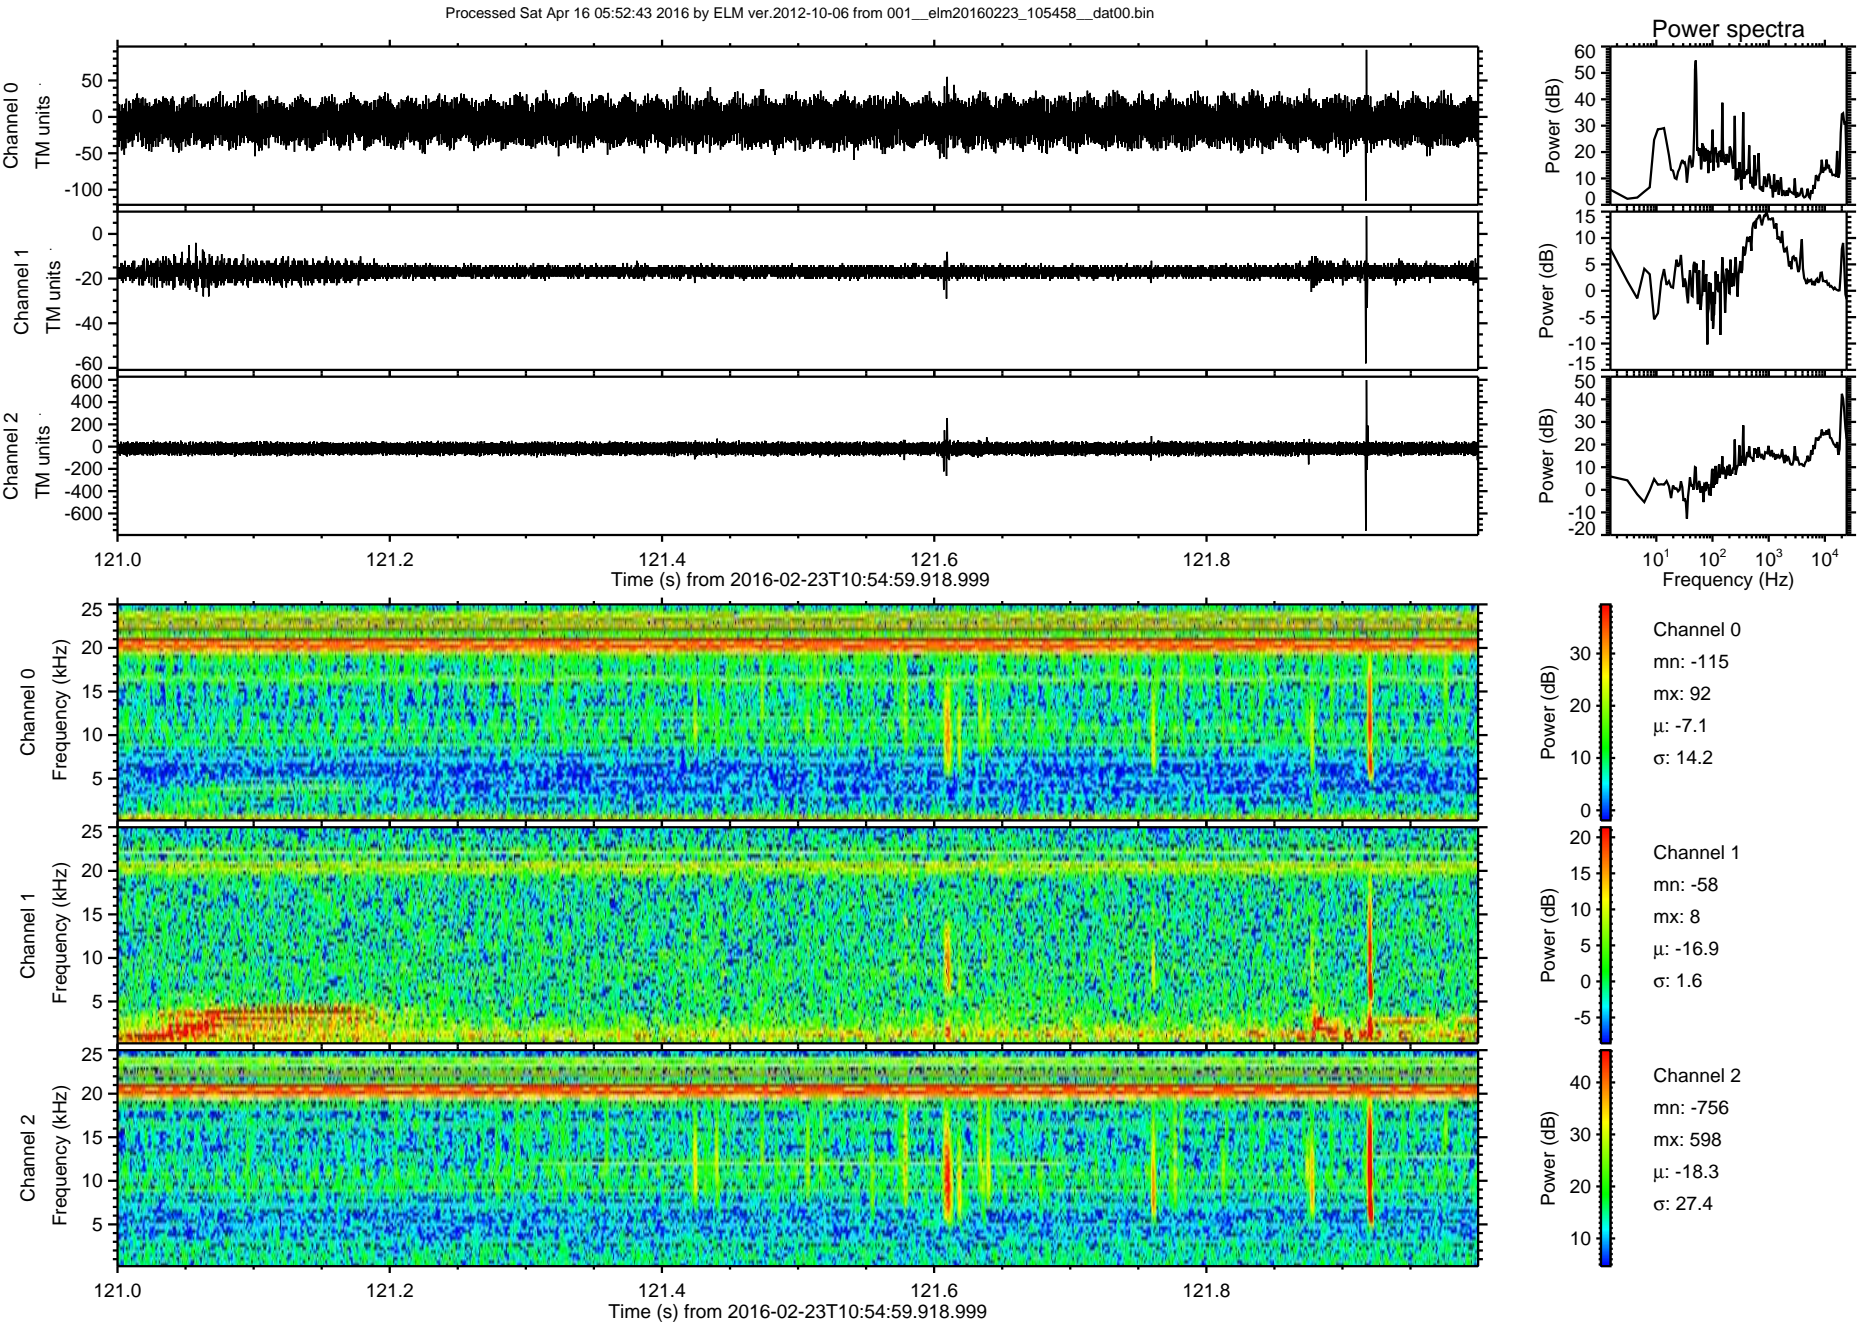 Processed Sat Apr 16 05:52:43 2016 by ELM ver.2012-10-06 from 001__elm20160223_105458__dat00.bin
Power spectra
Channel 0
TM units
50
0
-50
-100
Power (dB)
60
50
40
30
20
10
0
Channel 1
TM units
0
-20
-40
-60
Power (dB)
15
10
5
0
-5
-10
-15
Channel 2
TM units
600
400
200
0
-200
-400
-600
Power (dB)
50
40
30
20
10
0
-10
-20
121.0 121.2 121.4 121.6 121.8
Time (s) from 2016-02-23T10:54:59.918.999
10^1 10^2 10^3 10^4
Frequency (Hz)
Channel 0
Frequency (kHz)
25
20
15
10
5
Power (dB)
30
20
10
0
Channel 0
mn: -115
mx: 92
μ: -7.1
σ: 14.2
Channel 1
Frequency (kHz)
25
20
15
10
5
Power (dB)
20
15
10
5
0
-5
Channel 1
mn: -58
mx: 8
μ: -16.9
σ: 1.6
Channel 2
Frequency (kHz)
25
20
15
10
5
Power (dB)
40
30
20
10
Channel 2
mn: -756
mx: 598
μ: -18.3
σ: 27.4
121.0 121.2 121.4 121.6 121.8
Time (s) from 2016-02-23T10:54:59.918.999